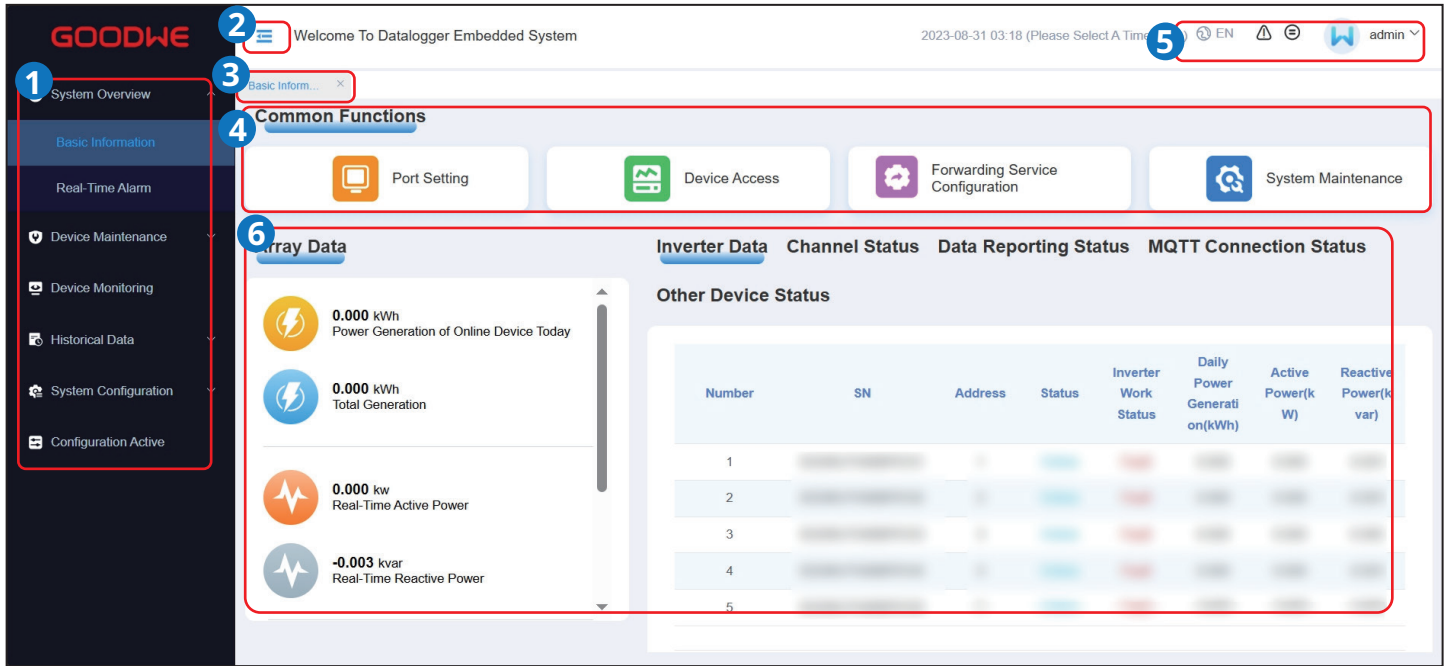 GOODWE
2
Welcome To Datalogger Embedded System
2023-08-31 03:18 (Please Select A Time
)
5
EN
admin
1
System Overview
Basic Information
Real-Time Alarm
Device Maintenance
Device Monitoring
Historical Data
System Configuration
Configuration Active
3
Basic Inform...
4
Common Functions
Port Setting
Device Access
Forwarding Service
Configuration
System Maintenance
6
Array Data
0.000 kWh
Power Generation of Online Device Today
0.000 kWh
Total Generation
0.000 kw
Real-Time Active Power
-0.003 kvar
Real-Time Reactive Power
Inverter Data Channel Status Data Reporting Status MQTT Connection Status
Other Device Status
Number
SN
Address
Status
Inverter
Work
Status
Daily
Power
Generati
on(kWh)
Active
Power(k
W)
Reactive
Power(k
var)
1
2
3
4
5